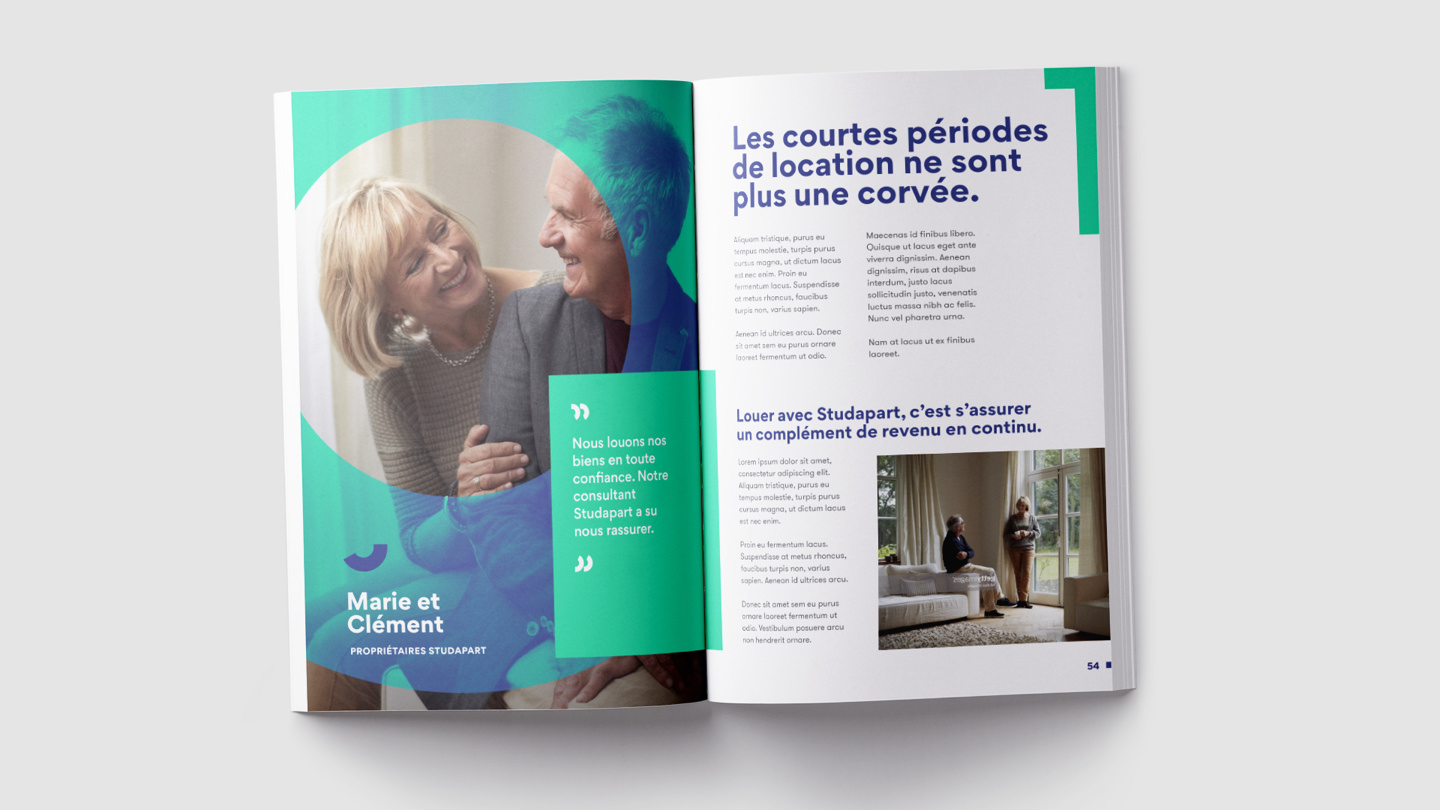 ”
Nous louons nos
biens en toute
confiance. Notre
consultant
Studapart a su
nous rassurer.
”
Marie et
Clément
PROPRIÉTAIRES STUDAPART
Les courtes périodes
de location ne sont
plus une corvée.
Aliquam tristique, purus eu
tempus molestie, turpis purus
cursus magna, ut dictum lacus
est nec enim. Proin eu
fermentum lacus. Suspendisse
at metus rhoncus, faucibus
turpis non, varius sapien.
Aenean id ultrices arcu. Donec
sit amet sem eu purus ornare
laoreet fermentum ut odio.
Maecenas id finibus libero.
Quisque ut lacus eget ante
viverra dignissim. Aenean
dignissim, risus at dapibus
interdum, justo lacus
sollicitudin justo, venenatis
luctus massa nibh ac felis.
Nunc vel pharetra urna.
Nam at lacus ut ex finibus
laoreet.
Louer avec Studapart, c’est s’assurer
un complément de revenu en continu.
Lorem ipsum dolor sit amet,
consectetur adipiscing elit.
Aliquam tristique, purus eu
tempus molestie, turpis purus
cursus magna, ut dictum lacus
est nec enim.
Proin eu fermentum lacus.
Suspendisse at metus rhoncus,
faucibus turpis non, varius
sapien. Aenean id ultrices arcu.
Donec sit amet sem eu purus
ornare laoreet fermentum ut
odio. Vestibulum posuere arcu
non hendrerit ornare.
gettyimages
54